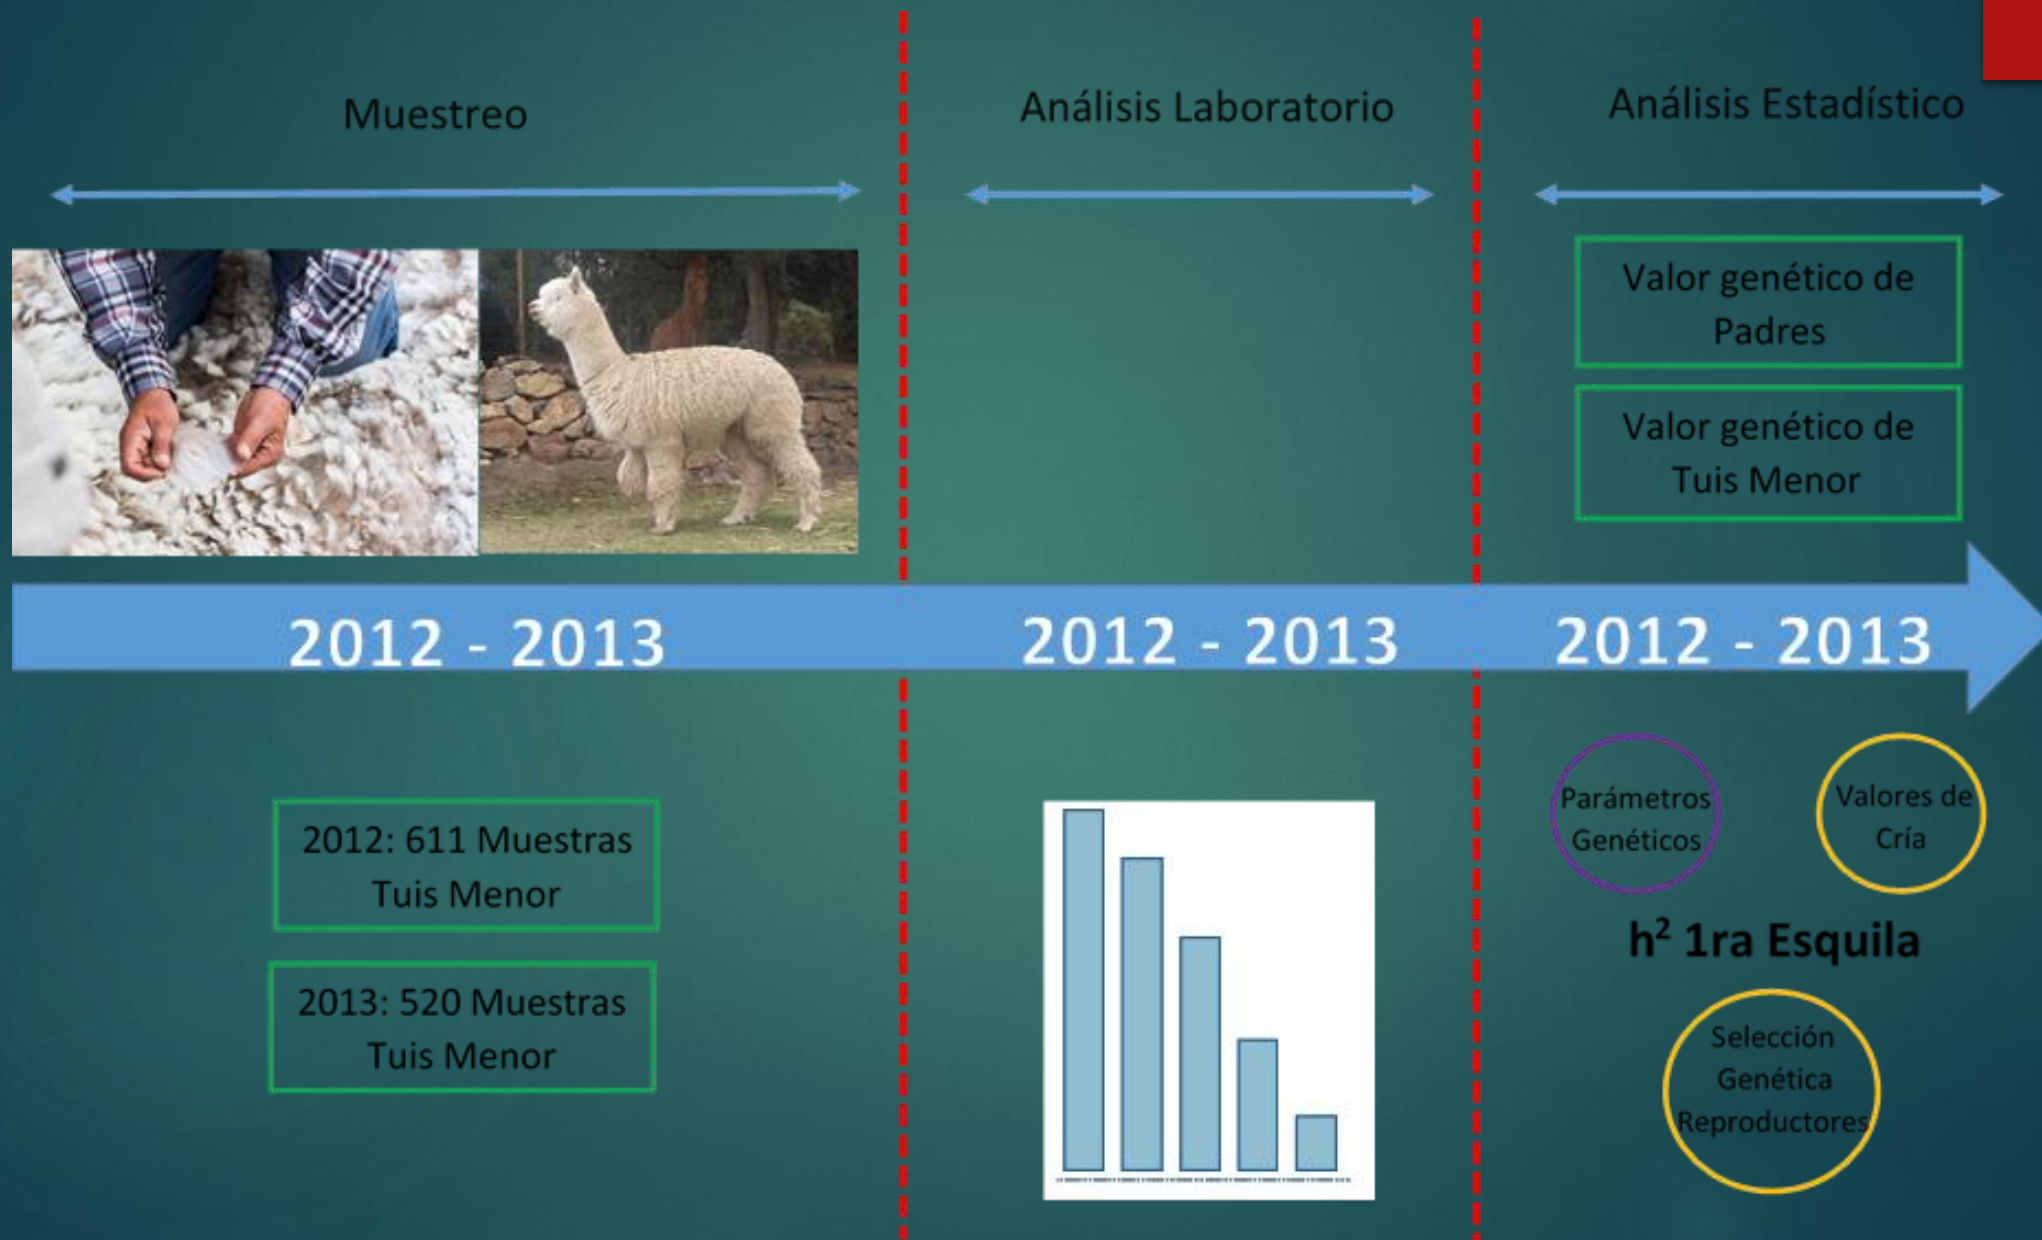 Muestreo
Análisis Laboratorio
Análisis Estadístico
Valor genético de
Padres
Valor genético de
Tuis Menor
2012 - 2013
2012 - 2013
2012 - 2013
2012: 611 Muestras
Tuis Menor
2013: 520 Muestras
Tuis Menor
Parámetros
Genéticos
Valores de
Cría
h² 1ra Esquila
Selección
Genética
Reproductores